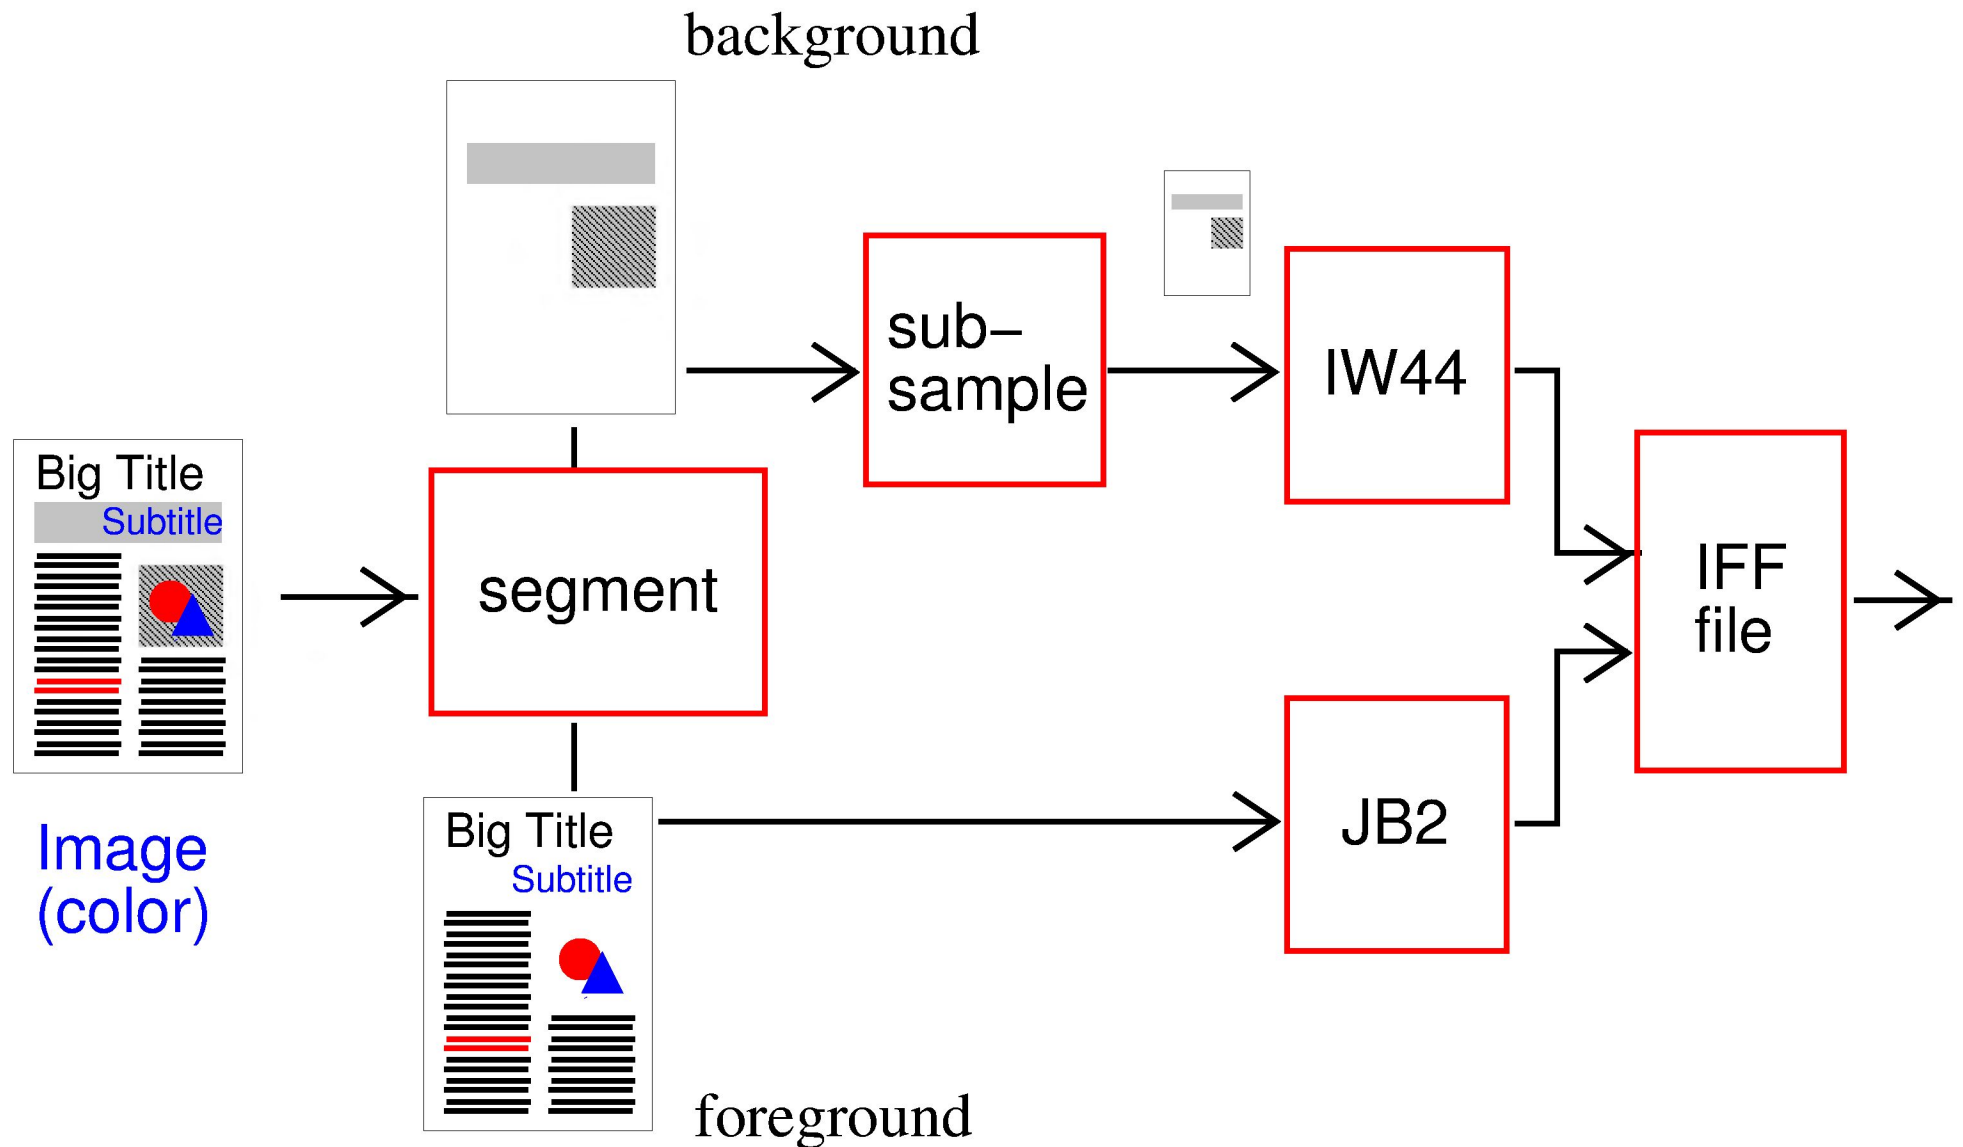 background
sub–
sample
IW44
Big Title
Subtitle
segment
IFF
file
Image
(color)
Big Title
Subtitle
JB2
foreground